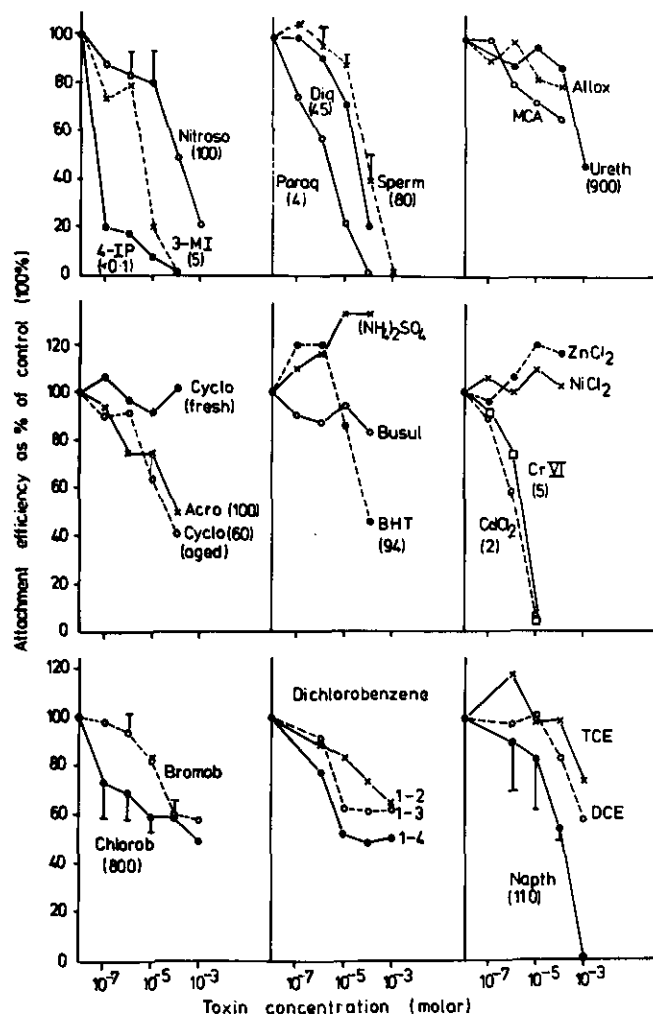 Attachment efficiency as % of control (100%)
100
80
60
40
20
0
Nitroso
(100)
3-MI
(5)
4-IP
(<0·1)
Diq
(45)
Paraq
(4)
Sperm
(80)
Allox
MCA
Ureth
(900)
120
100
80
60
40
20
0
Cyclo
(fresh)
Acro (100)
Cyclo(60)
(aged)
(NH4)2SO4
Busul
BHT
(94)
ZnCl2
NiCl2
Cr VI
(5)
CdCl2
(2)
120
100
80
60
40
20
0
Bromob
Chlorob
(800)
Dichlorobenzene
1-2
1-3
1-4
TCE
DCE
Napth
(110)
10-7 10-5 10-3 10-7 10-5 10-3 10-7 10-5 10-3
Toxin concentration (molar)